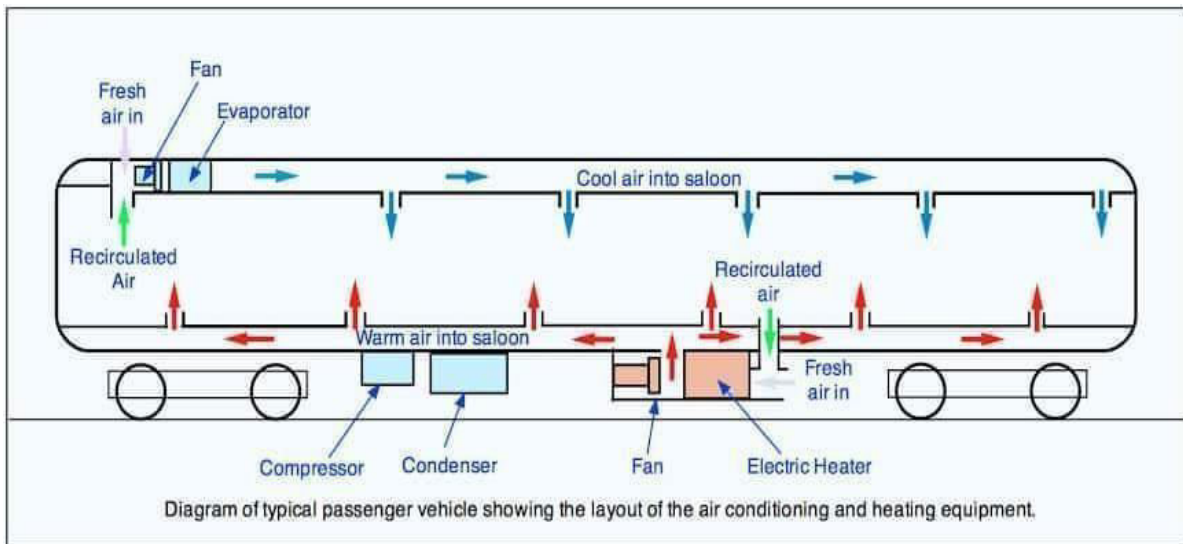 Fan
Fresh
air in
Evaporator
Cool air into saloon
Recirculated
Air
Recirculated
air
Warm air into saloon
Fresh
air in
Compressor
Condenser
Fan
Electric Heater
Diagram of typical passenger vehicle showing the layout of the air conditioning and heating equipment.